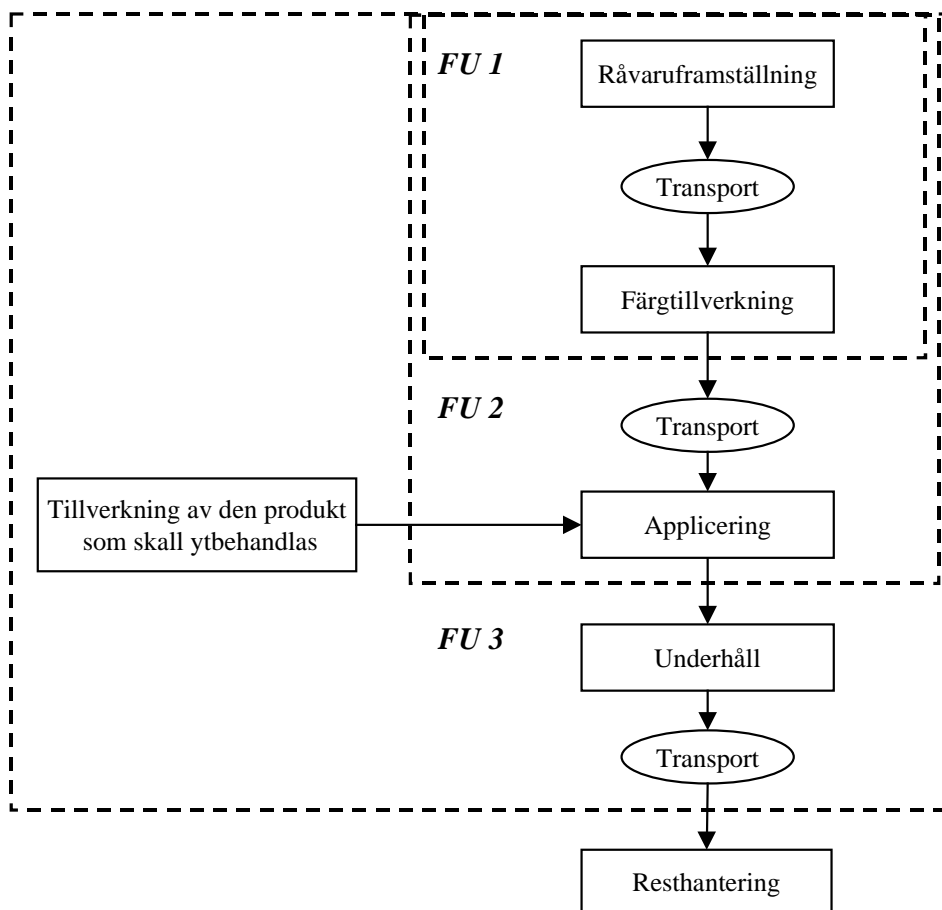 FU 1
Råvaruframställning
Transport
Färgtillverkning
FU 2
Transport
Tillverkning av den produkt
som skall ytbehandlas
Applicering
FU 3
Underhåll
Transport
Resthantering